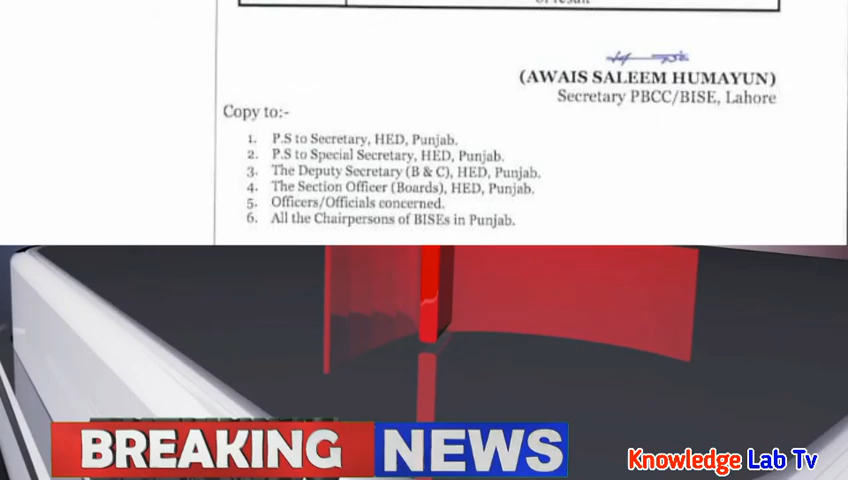 of result
(AWAIS SALEEM HUMAYUN)
Secretary PBCC/BISE, Lahore
Copy to:-
1. P.S to Secretary, HED, Punjab.
2. P.S to Special Secretary, HED, Punjab.
3. The Deputy Secretary (B & C), HED, Punjab.
4. The Section Officer (Boards), HED, Punjab.
5. Officers/Officials concerned.
6. All the Chairpersons of BISEs in Punjab.
BREAKING NEWS
Knowledge Lab Tv